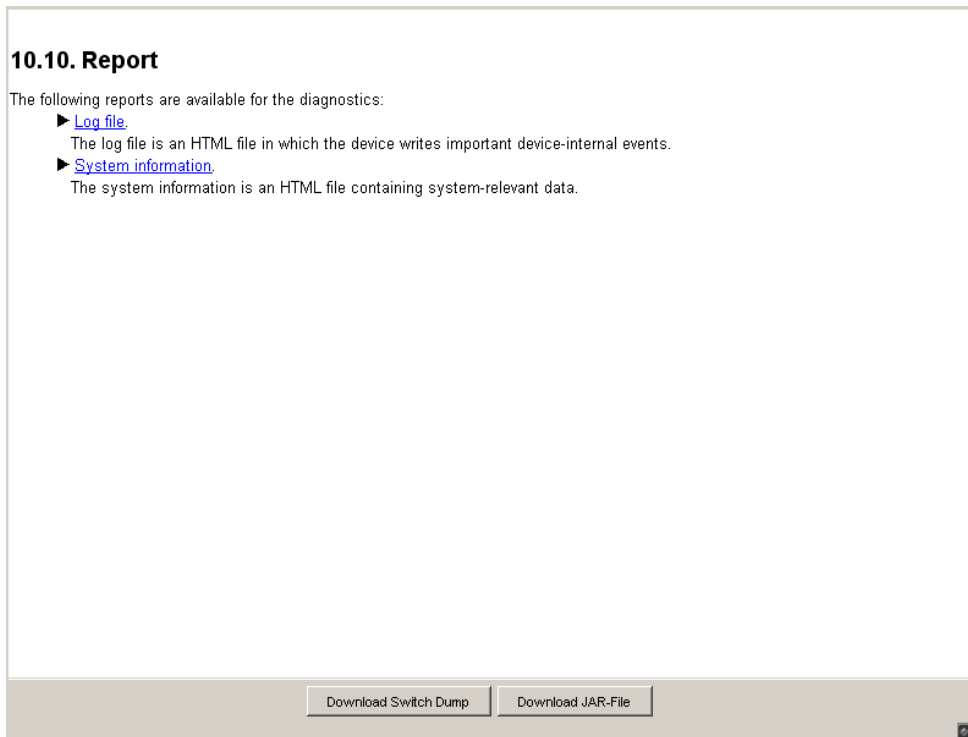 10.10. Report
The following reports are available for the diagnostics:
▶ Log file.
The log file is an HTML file in which the device writes important device-internal events.
▶ System information.
The system information is an HTML file containing system-relevant data.
Download Switch Dump Download JAR-File